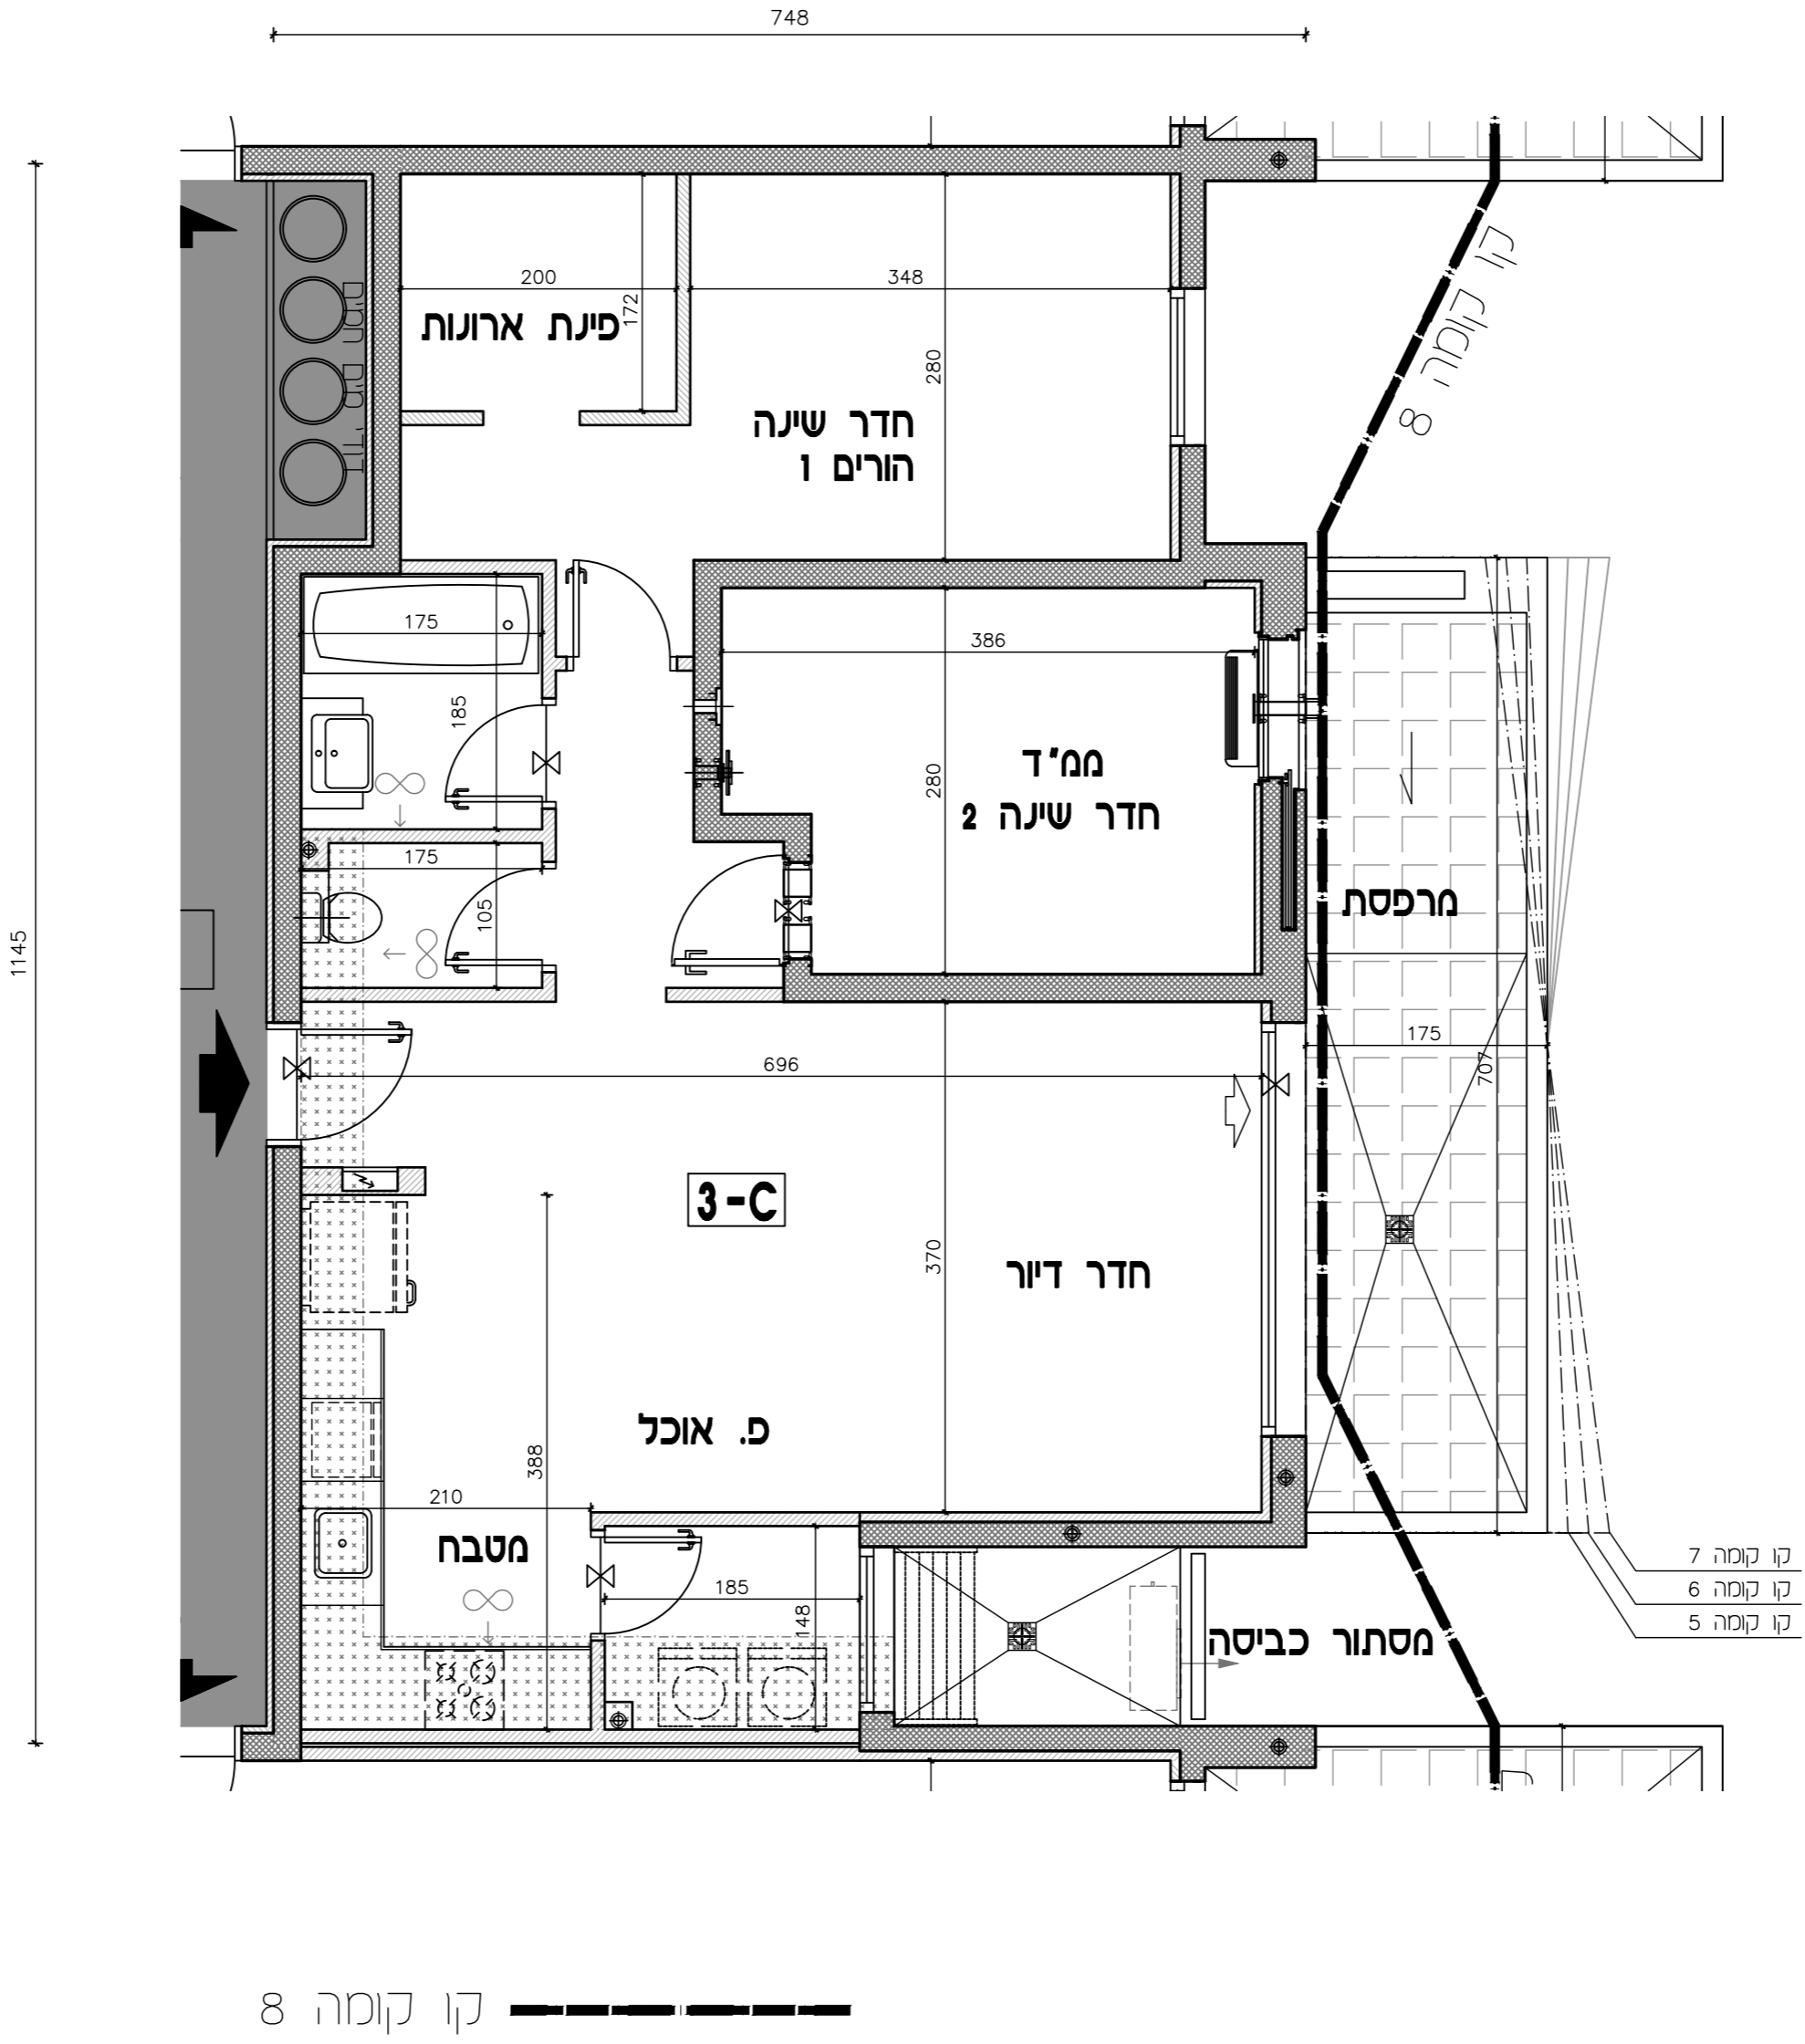 748
1145
קו קומה 8
מים חמים
200
172
348
280
פינת ארונות
חדר שינה
הורים 1
175
185
386
280
ממ"ד
חדר שינה 2
175
105
מרפסת
696
175
707
3-C
370
חדר דיור
פ. אוכל
388
210
מטבח
185
148
מסתור כביסה
קו קומה 7
קו קומה 6
קו קומה 5
קו קומה 8